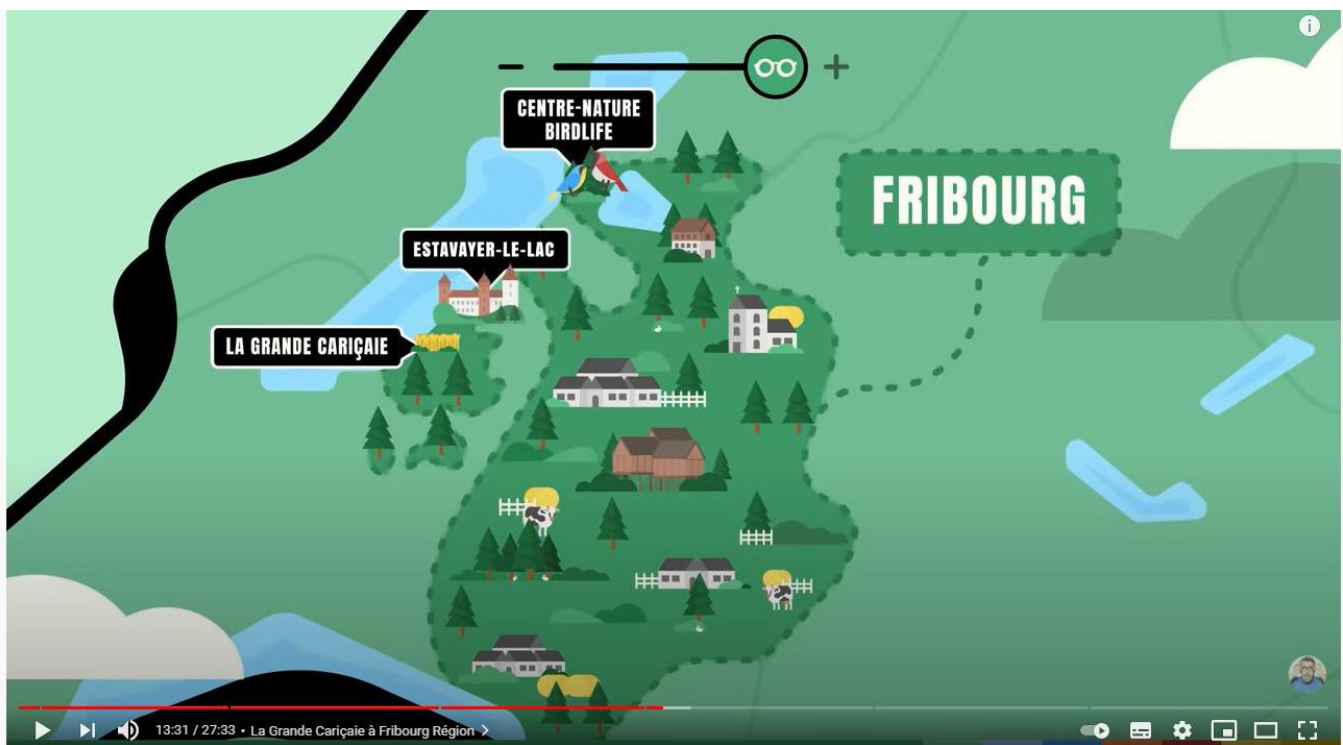 CENTRE-NATURE
BIRDLIFE
FRIBOURG
ESTAVAYER-LE-LAC
LA GRANDE CARIÇAIE
13:31 / 27:33 • La Grande Cariçaie à Fribourg Région